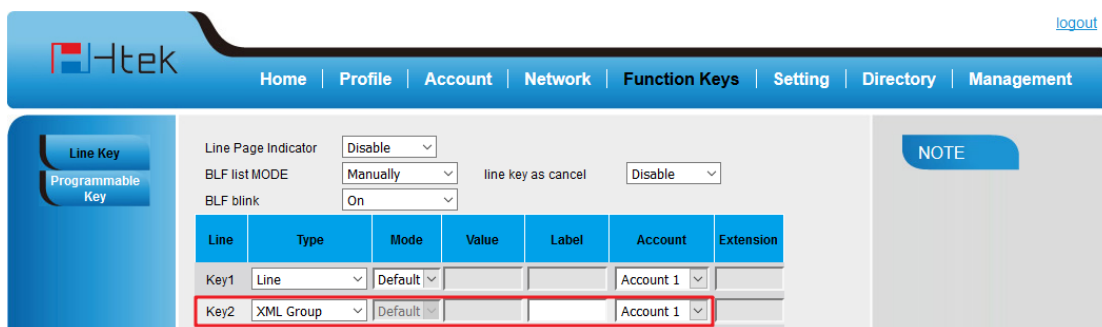 logout
Htek
Home | Profile | Account | Network | Function Keys | Setting | Directory | Management
Line Key
Programmable
Key
Line Page Indicator Disable
BLF list MODE Manually line key as cancel Disable
BLF blink On
NOTE
Line Type Mode Value Label Account Extension
Key1 Line Default Account 1
Key2 XML Group Default Account 1